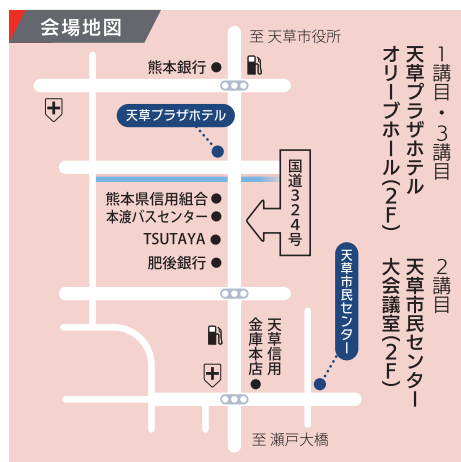 会場地図
至 天草市役所
熊本銀行
天草プラザホテル
国道324号
熊本県信用組合
本渡バスセンター
TSUTAYA
肥後銀行
天草市民センター
天草信用
金庫本店
至 瀬戸大橋
1講目・3講目
天草プラザホテル
オリーブホール(2F)
2講目
天草市民センター
大会議室(2F)